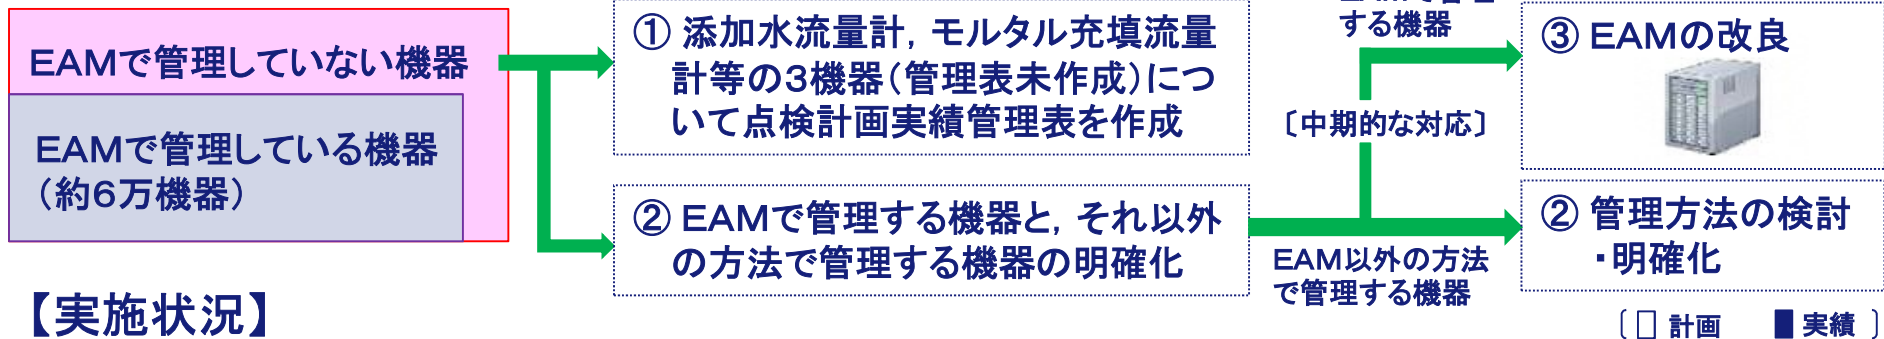 EAMで管理していない機器
EAMで管理している機器
(約6万機器)
① 添加水流量計，モルタル充填流量
計等の3機器(管理表未作成)につ
いて点検計画実績管理表を作成
② EAMで管理する機器と，それ以外
の方法で管理する機器の明確化
する機器
〔中期的な対応〕
EAM以外の方法
で管理する機器
③ EAMの改良
② 管理方法の検討
・明確化
【実施状況】
〔□ 計画 ■ 実績 〕